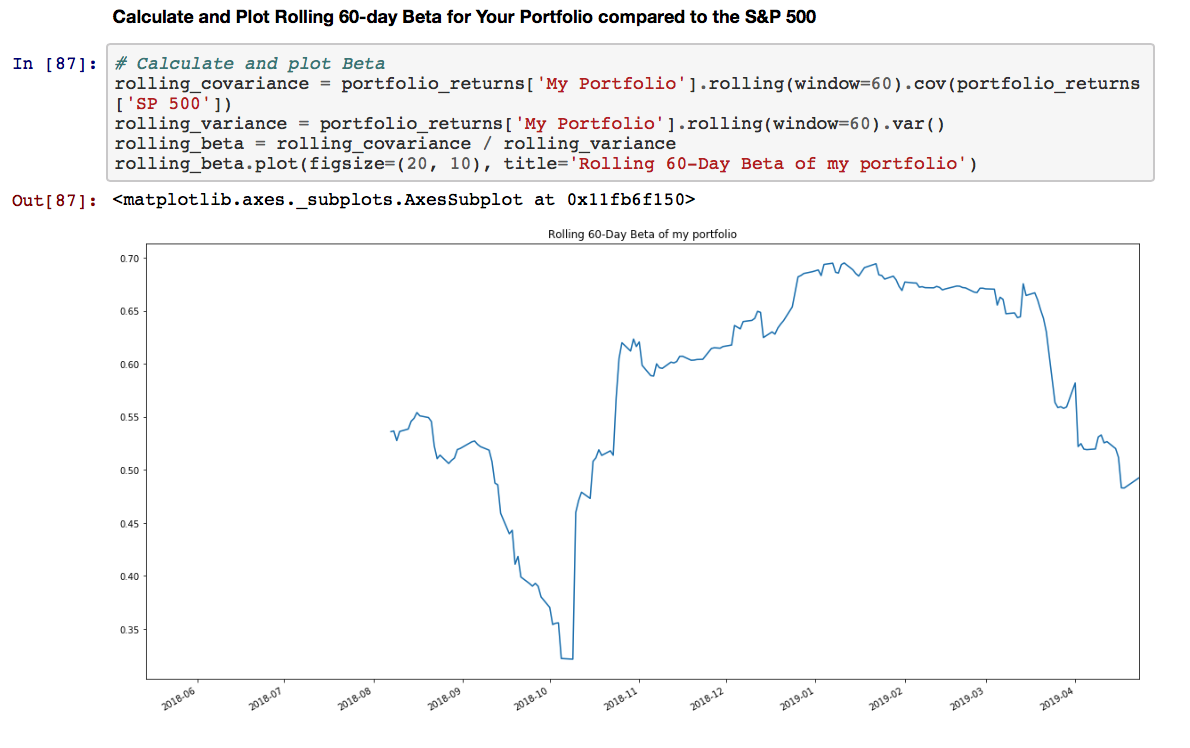 Calculate and Plot Rolling 60-day Beta for Your Portfolio compared to the S&P 500
In [87]:
# Calculate and plot Beta
rolling_covariance = portfolio_returns['My Portfolio'].rolling(window=60).cov(portfolio_returns
['SP 500'])
rolling_variance = portfolio_returns['My Portfolio'].rolling(window=60).var()
rolling_beta = rolling_covariance / rolling_variance
rolling_beta.plot(figsize=(20, 10), title='Rolling 60-Day Beta of my portfolio')
Out[87]: <matplotlib.axes._subplots.AxesSubplot at 0x11fb6f150>
Rolling 60-Day Beta of my portfolio
0.70
0.65
0.60
0.55
0.50
0.45
0.40
0.35
2018-06 2018-07 2018-08 2018-09 2018-10 2018-11 2018-12 2019-01 2019-02 2019-03 2019-04